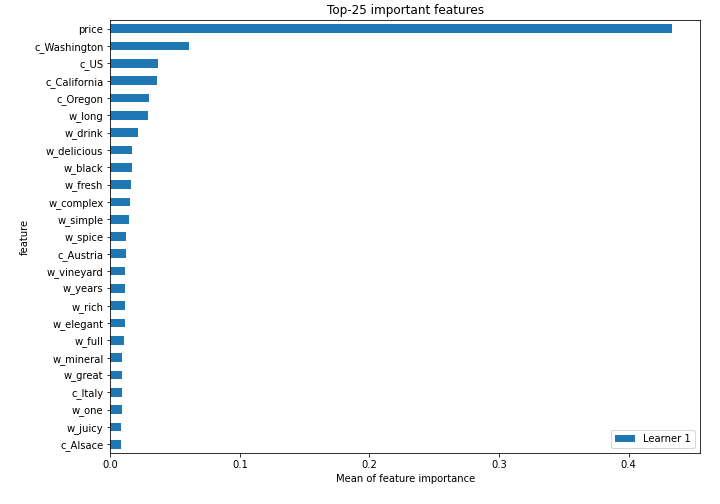 Top-25 important features
price
c_Washington
c_US
c_California
c_Oregon
w_long
w_drink
w_delicious
w_black
w_fresh
w_complex
w_simple
w_spice
c_Austria
w_vineyard
w_years
w_rich
w_elegant
w_full
w_mineral
w_great
c_Italy
w_one
w_juicy
c_Alsace
feature
Learner 1
0.0 0.1 0.2 0.3 0.4
Mean of feature importance